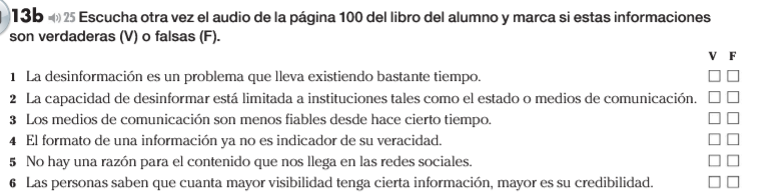 13b 25 Escucha otra vez el audio de la página 100 del libro del alumno y marca si estas informaciones
son verdaderas (V) o falsas (F).
V F
1 La desinformación es un problema que lleva existiendo bastante tiempo.
2 La capacidad de desinformar está limitada a instituciones tales como el estado o medios de comunicación.
3 Los medios de comunicación son menos fiables desde hace cierto tiempo.
4 El formato de una información ya no es indicador de su veracidad.
5 No hay una razón para el contenido que nos llega en las redes sociales.
6 Las personas saben que cuanta mayor visibilidad tenga cierta información, mayor es su credibilidad.